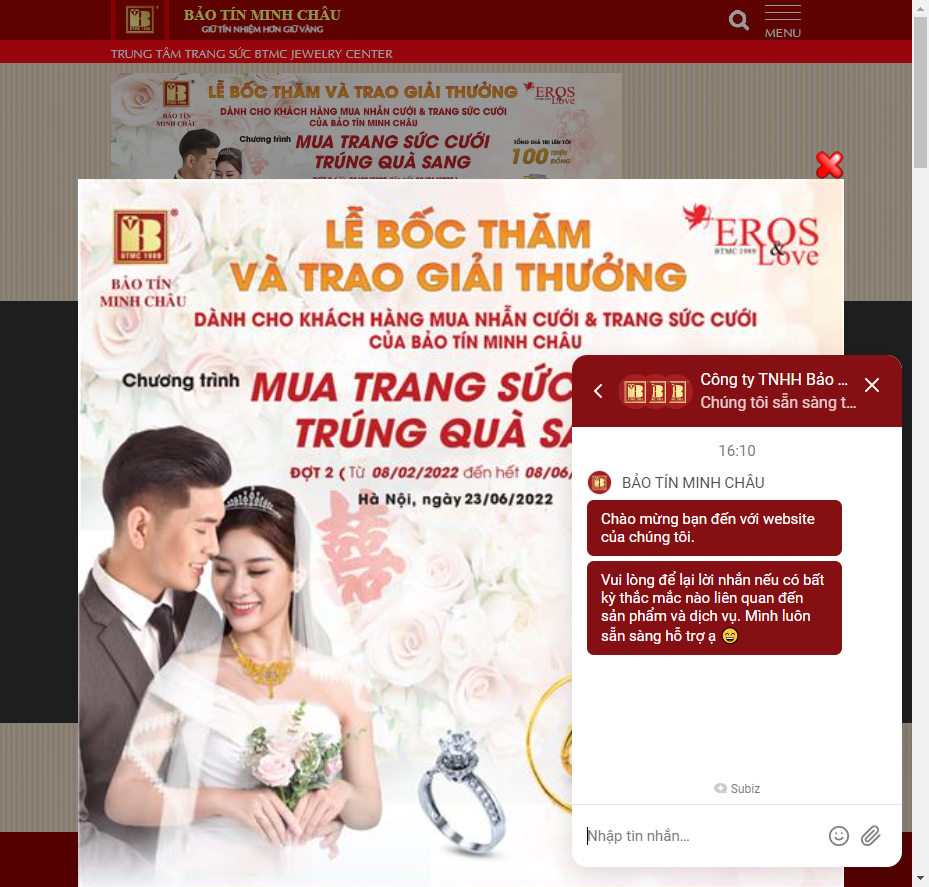 BẢO TÍN MINH CHÂU
GIỮ TÍN NHIỆM HƠN GIỮ VÀNG
MENU
TRUNG TÂM TRANG SỨC BTMC JEWELRY CENTER
BẢO TÍN
MINH CHÂU
LỄ BỐC THĂM VÀ TRAO GIẢI THƯỞNG
EROS
& Love
DÀNH CHO KHÁCH HÀNG MUA NHẪN CƯỚI & TRANG SỨC CƯỚI
CỦA BẢO TÍN MINH CHÂU
Chương trình MUA TRANG SỨC CƯỚI
TRÚNG QUÀ SANG
TỔNG GIÁ TRỊ LÊN TỚI
100 TRIỆU ĐỒNG
BTMC 1989
BẢO TÍN
MINH CHÂU
LỄ BỐC THĂM
VÀ TRAO GIẢI THƯỞNG
EROS
BTMC 1989 & Love
DÀNH CHO KHÁCH HÀNG MUA NHẪN CƯỚI & TRANG SỨC CƯỚI
CỦA BẢO TÍN MINH CHÂU
Chương trình MUA TRANG SỨC
TRÚNG QUÀ SA
ĐỢT 2 ( Từ 08/02/2022 đến hết 08/06/
Hà Nội, ngày 23/06/2022
囍
Công ty TNHH Bảo ...
Chúng tôi sẵn sàng t...
16:10
BẢO TÍN MINH CHÂU
Chào mừng bạn đến với website
của chúng tôi.
Vui lòng để lại lời nhắn nếu có bất
kỳ thắc mắc nào liên quan đến
sản phẩm và dịch vụ. Mình luôn
sẵn sàng hỗ trợ ạ 😄
Subiz
Nhập tin nhắn...